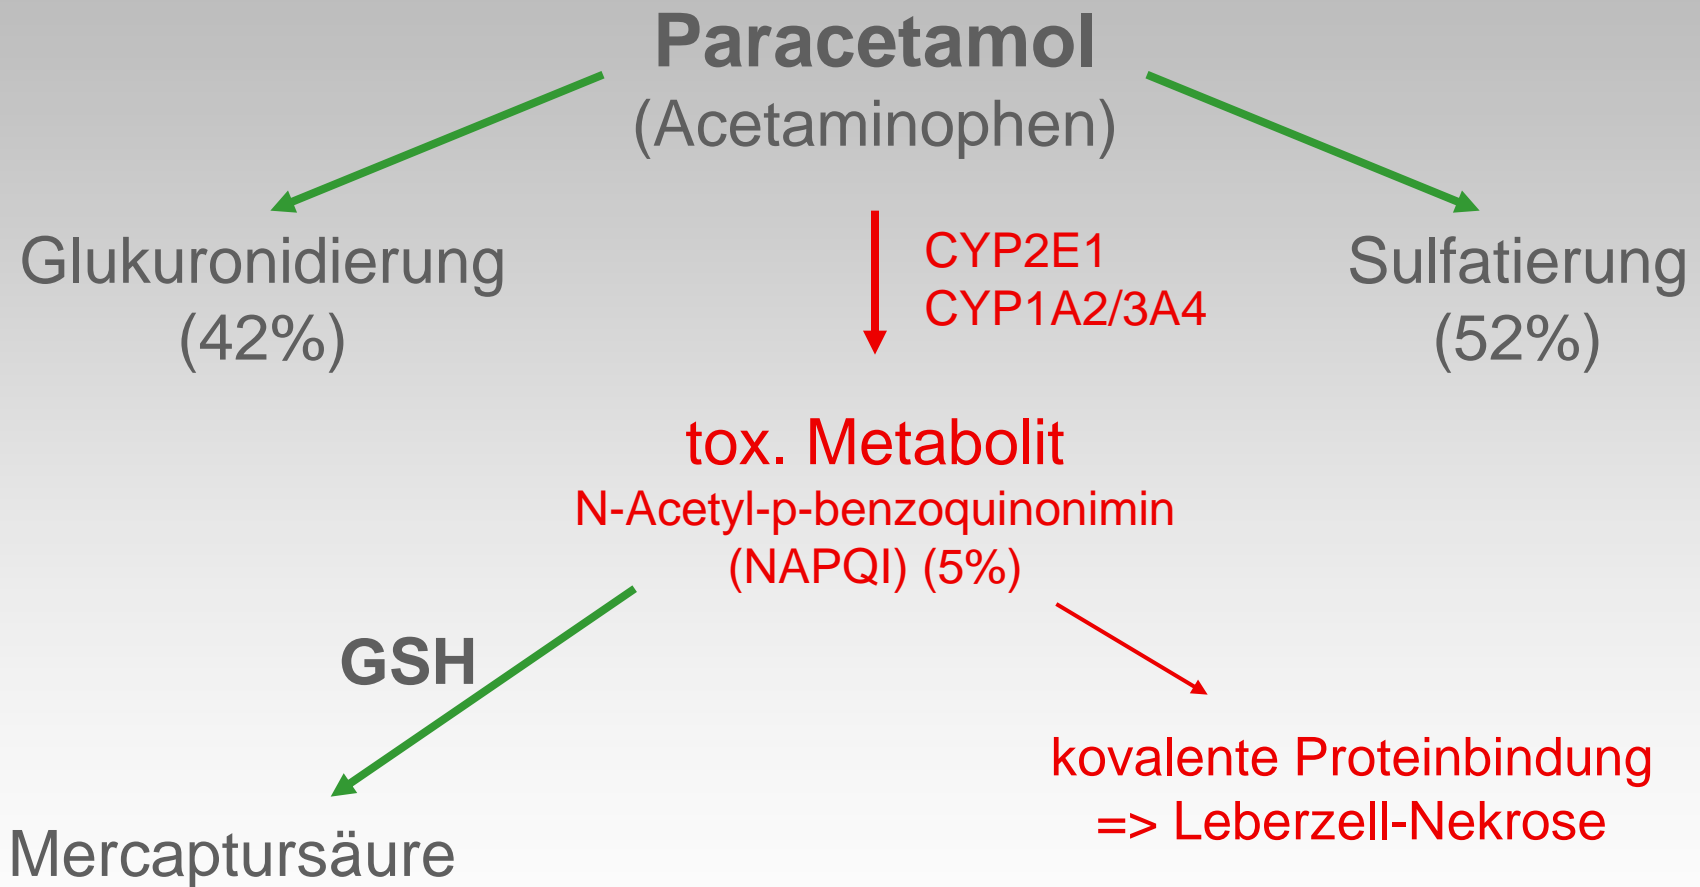 Paracetamol
(Acetaminophen)
Glukuronidierung
(42%)
CYP2E1
CYP1A2/3A4
Sulfatierung
(52%)
tox. Metabolit
N-Acetyl-p-benzoquinonimin
(NAPQI) (5%)
GSH
kovalente Proteinbindung
=> Leberzell-Nekrose
Mercaptursäure